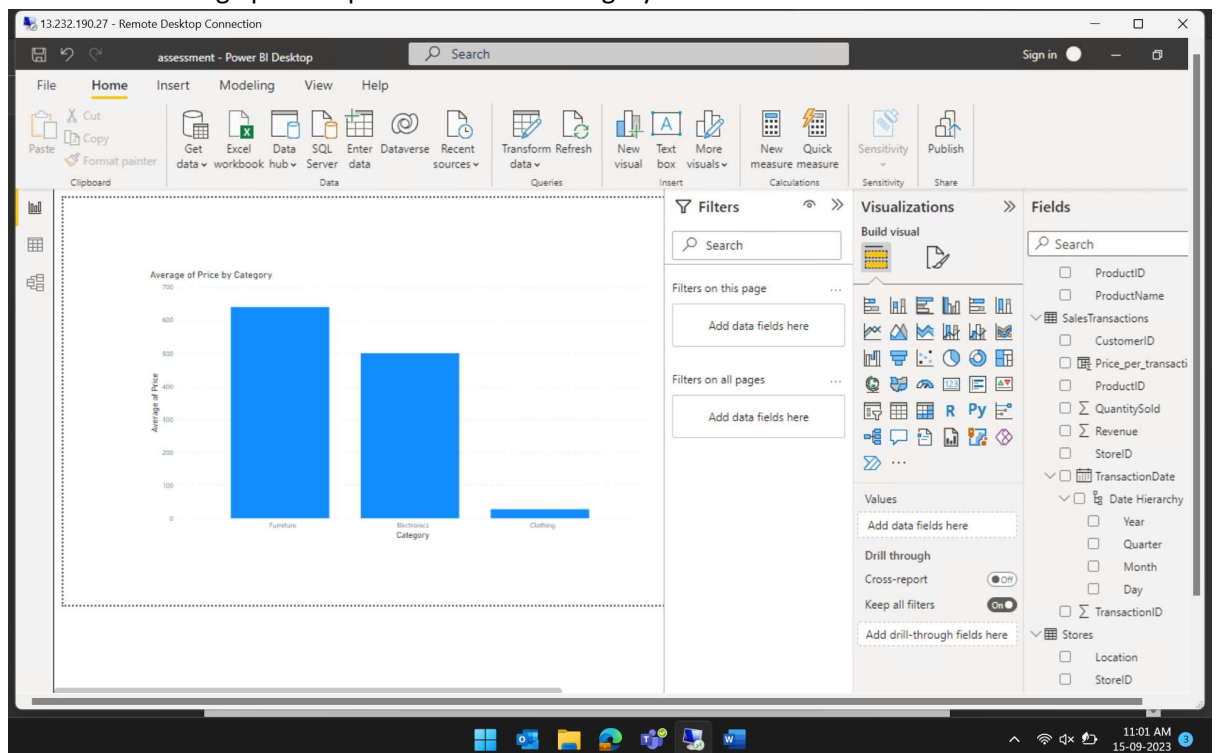 13.232.190.27 - Remote Desktop Connection
assessment - Power BI Desktop
Search
Sign in
File Home Insert Modeling View Help
Paste
Cut
Copy
Format painter
Clipboard
Get data
Excel workbook
Data hub
SQL Server
Enter data
Dataverse
Recent sources
Data
Transform data
Refresh
Queries
New visual
Text box
More visuals
Insert
New measure
Quick measure
Calculations
Sensitivity
Sensitivity
Publish
Share
Average of Price by Category
700
600
500
400
300
200
100
0
Average of Price
Furniture Electronics Clothing
Category
Filters
Search
Filters on this page
...
Add data fields here
Filters on all pages
...
Add data fields here
Visualizations
Build visual
123
R Py
...
Values
Add data fields here
Drill through
Cross-report
Off
Keep all filters
On
Add drill-through fields here
Fields
Search
ProductID
ProductName
SalesTransactions
CustomerID
Price_per_transacti
ProductID
QuantitySold
Revenue
StoreID
TransactionDate
Date Hierarchy
Year
Quarter
Month
Day
TransactionID
Stores
Location
StoreID
11:01 AM
15-09-2023
3